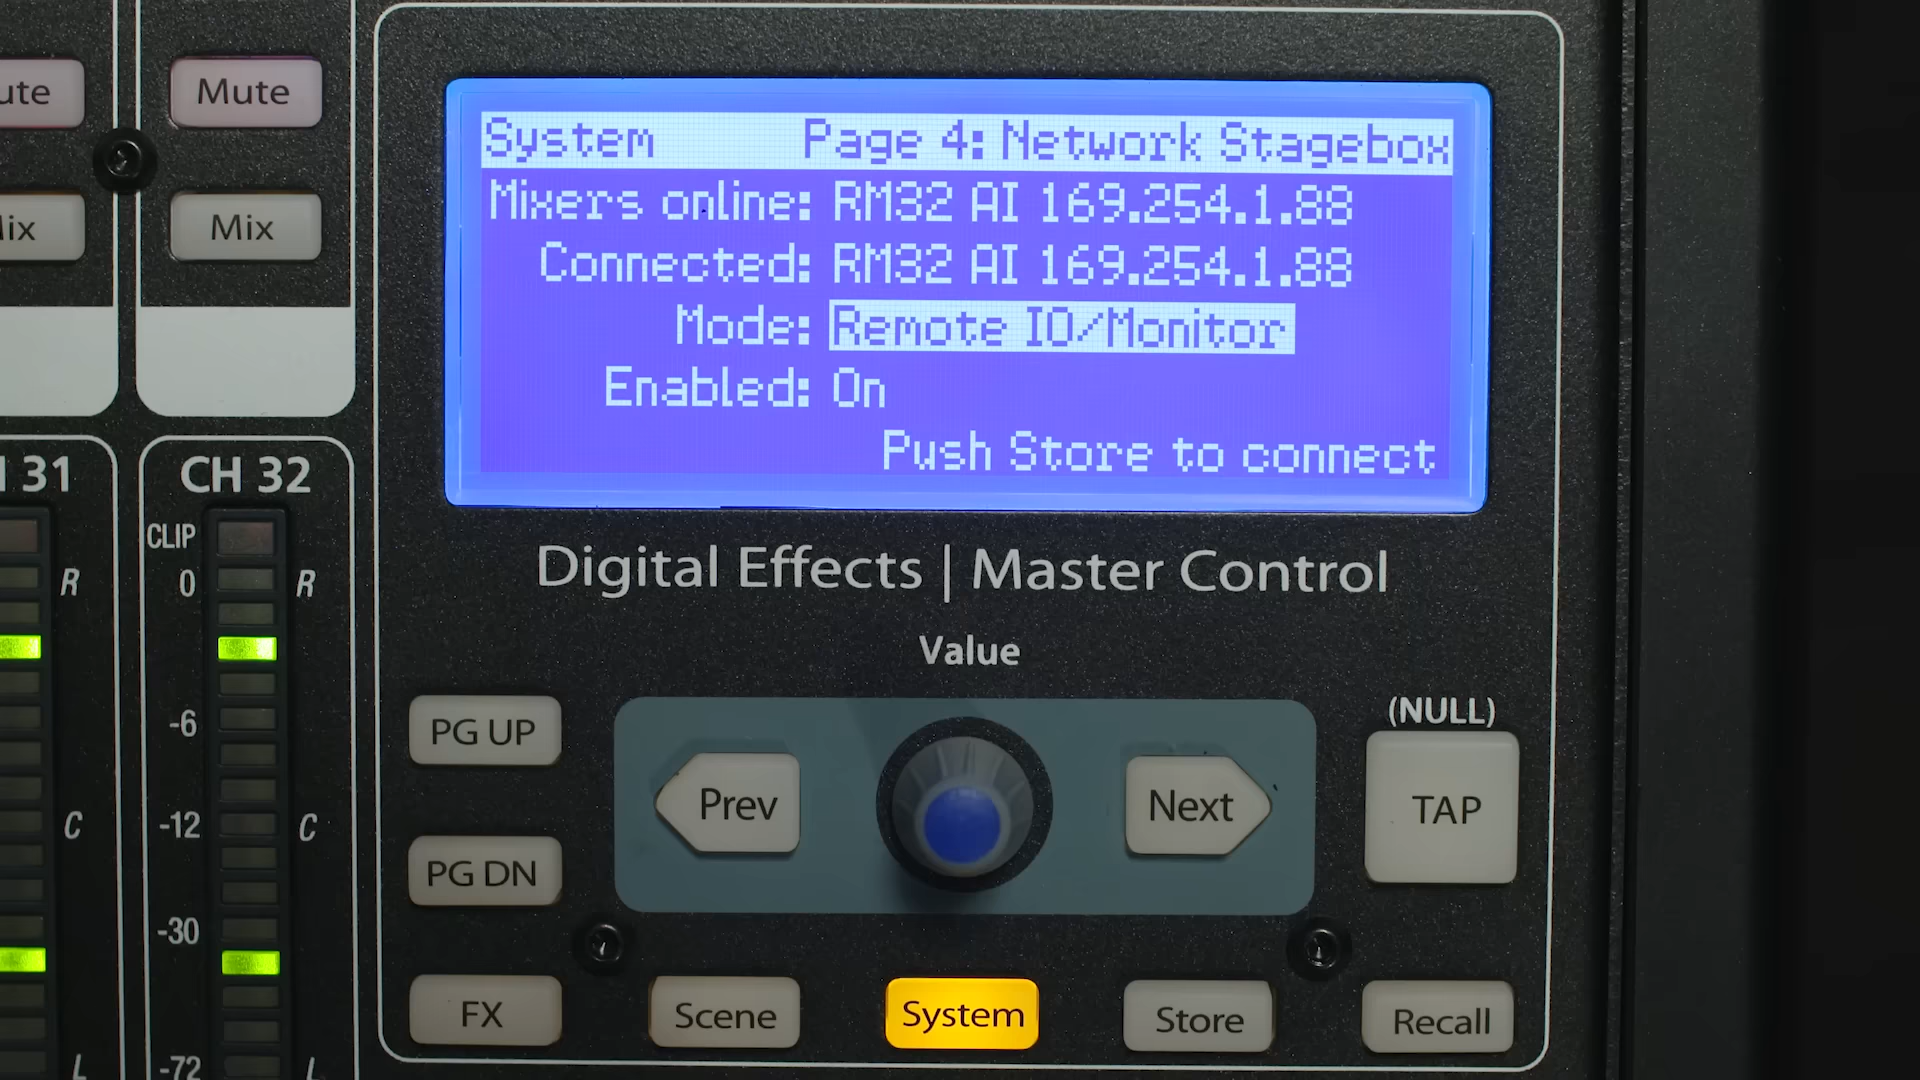 Mute
Mix
System Page 4: Network Stagebox
Mixers online: RM32 AI 169.254.1.88
Connected: RM32 AI 169.254.1.88
Mode: Remote IO/Monitor
Enabled: On
Push Store to connect
31
CH 32
CLIP
0
R
R
-6
-12
C
C
-30
-72
L
L
Digital Effects | Master Control
Value
PG UP
Prev
Next
(NULL)
TAP
PG DN
FX
Scene
System
Store
Recall